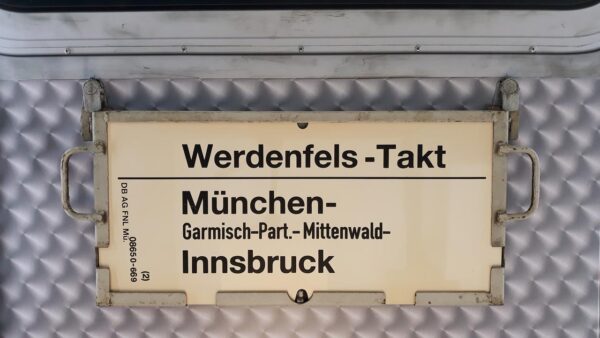 Werdenfels-Takt
München-
Garmisch-Part.-Mittenwald-
Innsbruck
DB AG FNL Mü.
08650-669
(2)